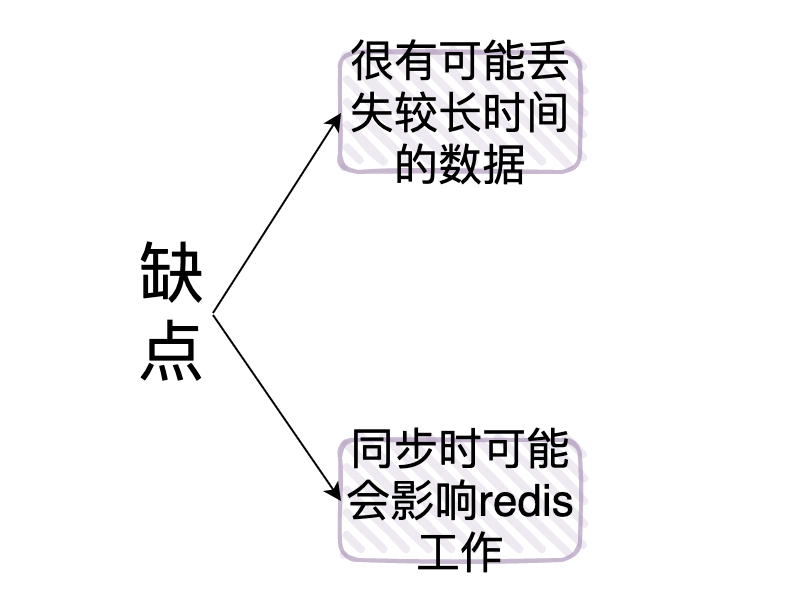 很有可能丢
失较长时间
的数据
缺
点
同步时可能
会影响redis
工作